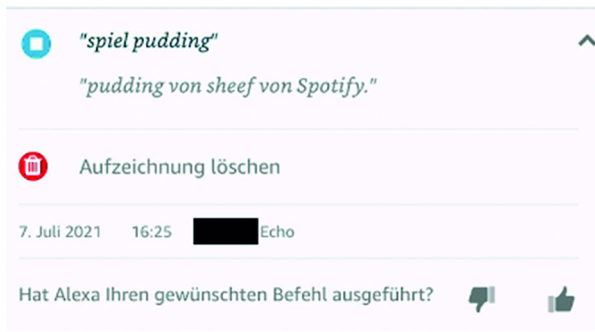 "spiel pudding"
"pudding von sheef von Spotify."
Aufzeichnung löschen
7. Juli 2021 16:25 Echo
Hat Alexa Ihren gewünschten Befehl ausgeführt?